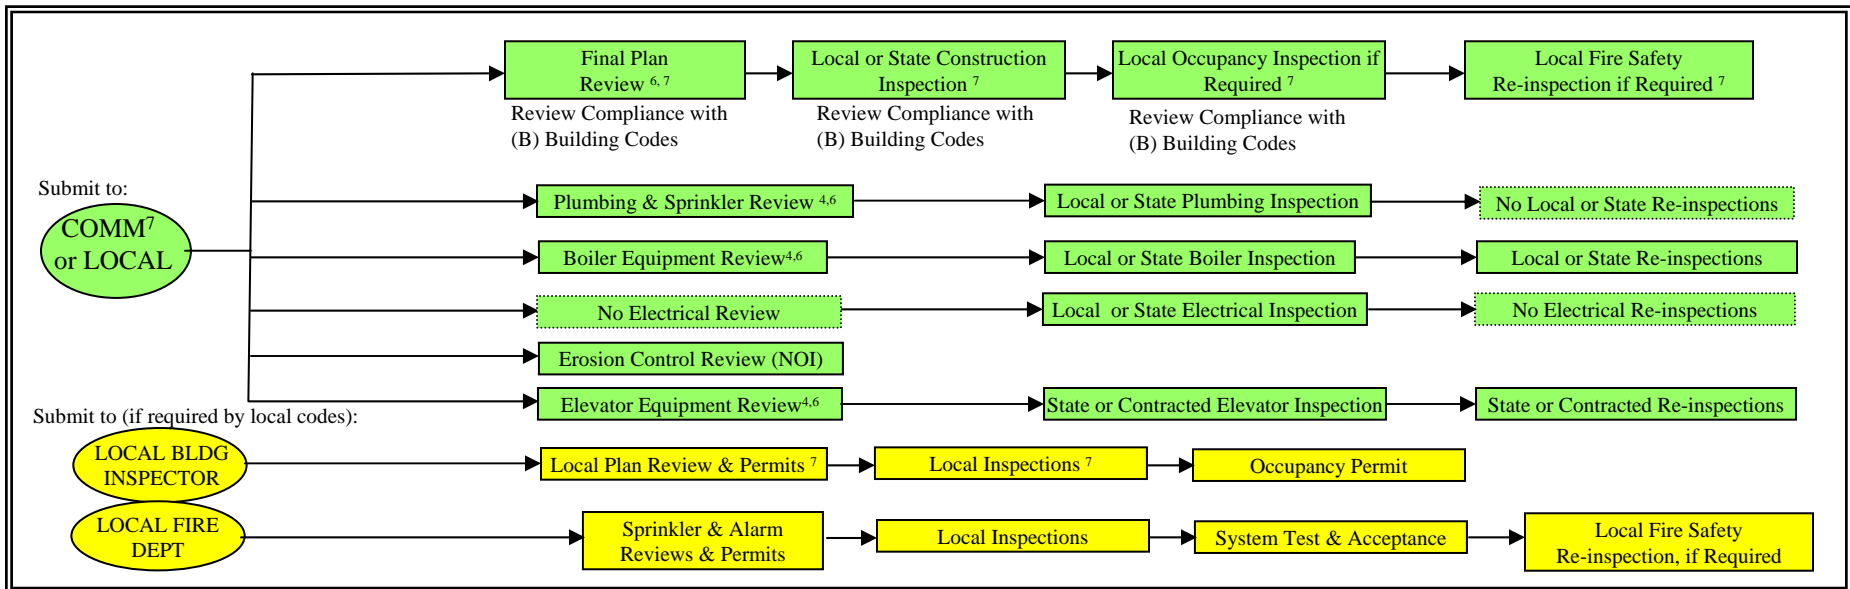 Final Plan
Review 6, 7
Local or State Construction
Inspection 7
Local Occupancy Inspection if
Required 7
Local Fire Safety
Re-inspection if Required 7
Review Compliance with
(B) Building Codes
Review Compliance with
(B) Building Codes
Review Compliance with
(B) Building Codes
Submit to:
COMM7
or LOCAL
Plumbing & Sprinkler Review 4,6
Local or State Plumbing Inspection
No Local or State Re-inspections
Boiler Equipment Review4,6
Local or State Boiler Inspection
Local or State Re-inspections
No Electrical Review
Local or State Electrical Inspection
No Electrical Re-inspections
Erosion Control Review (NOI)
Elevator Equipment Review4,6
State or Contracted Elevator Inspection
State or Contracted Re-inspections
Submit to (if required by local codes):
LOCAL BLDG
INSPECTOR
Local Plan Review & Permits 7
Local Inspections 7
Occupancy Permit
LOCAL FIRE
DEPT
Sprinkler & Alarm
Reviews & Permits
Local Inspections
System Test & Acceptance
Local Fire Safety
Re-inspection, if Required